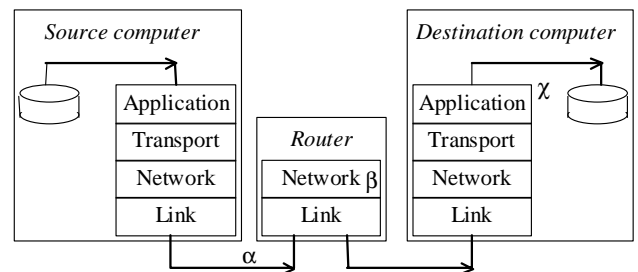 Source computer
Application
Transport
Network
Link
α
Router
Network β
Link
Destination computer
Application
χ
Transport
Network
Link